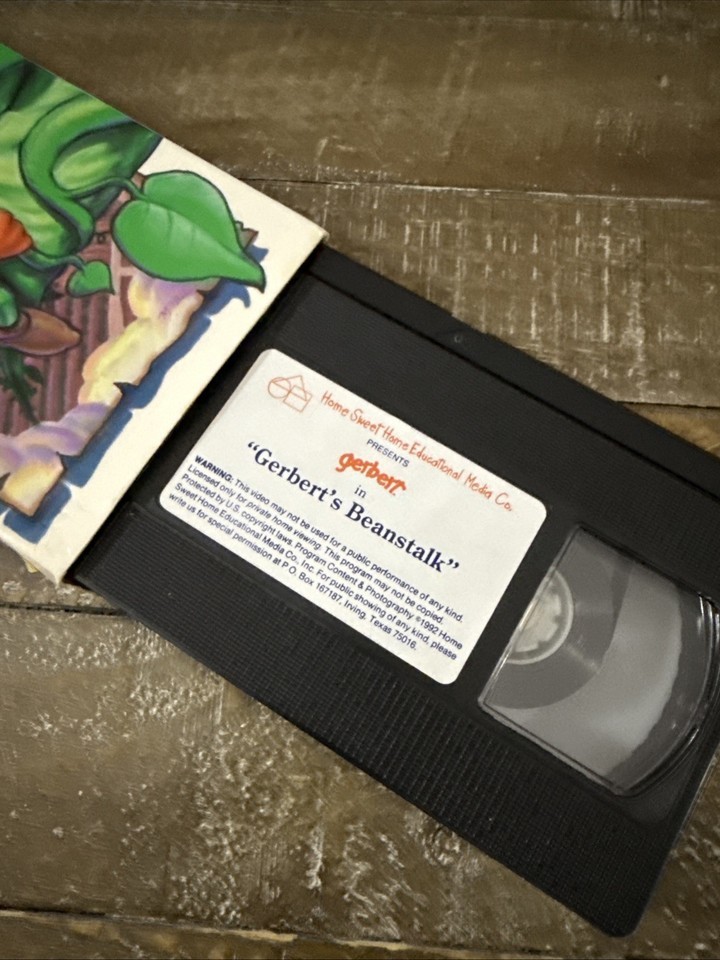 Home Sweet Home Educational Media Co.
PRESENTS
gerbert
in
“Gerbert’s Beanstalk”
WARNING: This video may not be used for a public performance of any kind.
Licensed only for private home viewing. This program may not be copied.
Protected by U.S. copyright laws. Program Content & Photography ©1992 Home
Sweet Home Educational Media Co., Inc. For public showing of any kind, please
write us for special permission at P.O. Box 167187, Irving, Texas 75016.